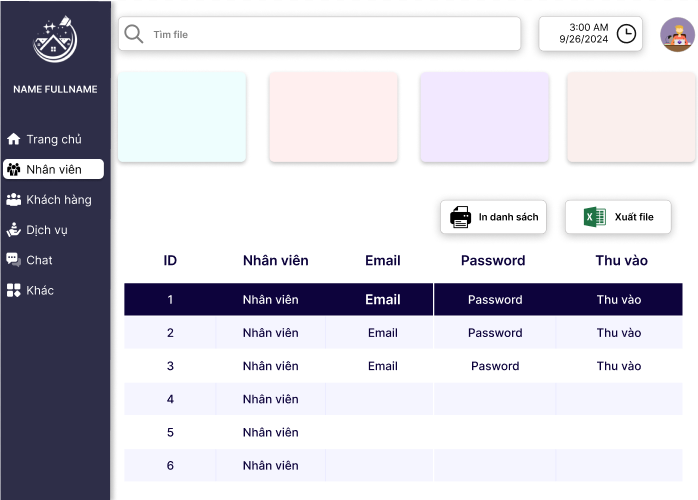 Tìm file
3:00 AM
9/26/2024
NAME FULLNAME
Trang chủ
Nhân viên
Khách hàng
Dịch vụ
Chat
Khác
In danh sách
Xuất file
ID Nhân viên Email Password Thu vào
1 Nhân viên Email Password Thu vào
2 Nhân viên Email Password Thu vào
3 Nhân viên Email Pasword Thu vào
4 Nhân viên
5 Nhân viên
6 Nhân viên